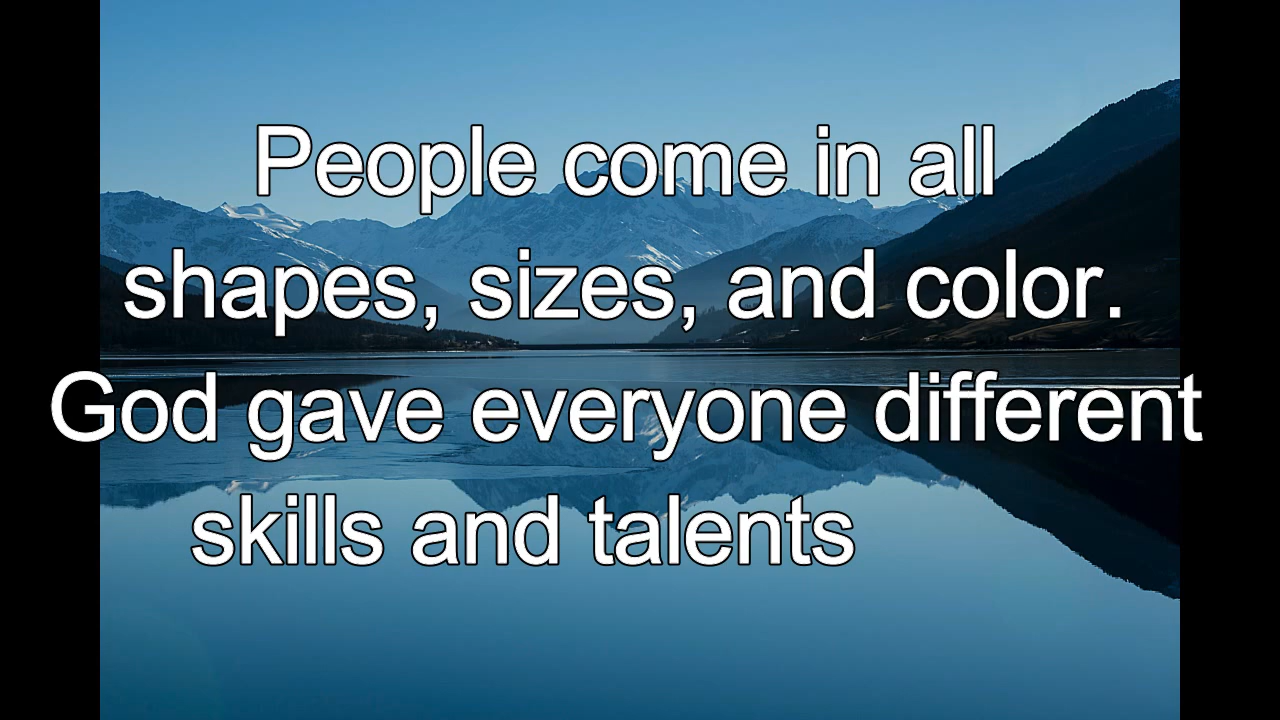 People come in all
shapes, sizes, and color.
God gave everyone different
skills and talents